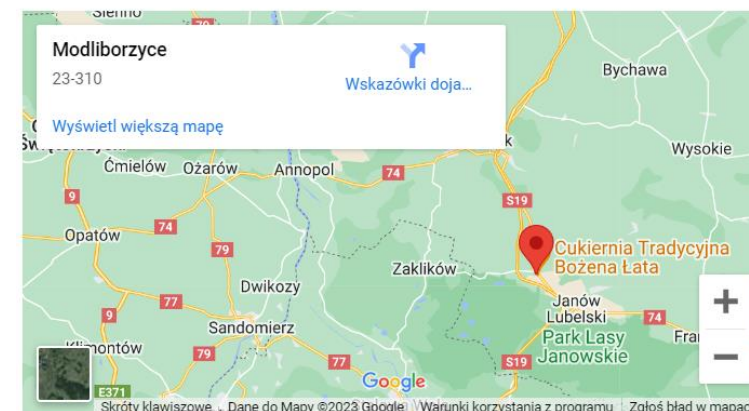 Sienno
Modliborzyce
23-310
Wskazówki doja...
Wyświetl większą mapę
Bychawa
Wysokie
Ćmielów
Ożarów
Annopol
74
9
S19
Opatów
74
79
Cukiernia Tradycyjna
Bożena Łata
Zaklików
Dwikozy
77
9
Janów
Lubelski
74
Sandomierz
Park Lasy
Janowskie
Fra
79
77
S19
E371
Google
Skróty klawiszowe
Dane do Mapy ©2023 Google
Warunki korzystania z programu
Zgłoś błąd w mapach